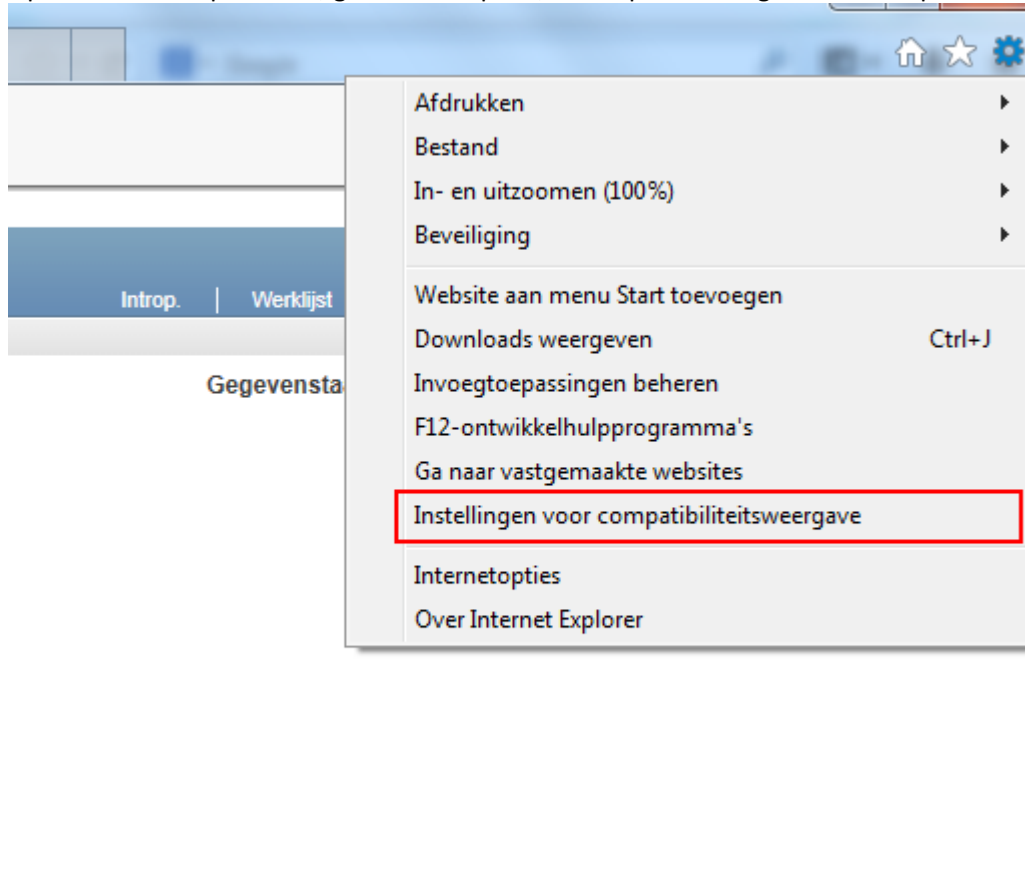 Afdrukken
Bestand
In- en uitzoomen (100%)
Beveiliging
Introp. | Werklijst
Website aan menu Start toevoegen
Downloads weergeven Ctrl+J
Gegevensta
Invoegtoepassingen beheren
F12-ontwikkelhulpprogramma's
Ga naar vastgemaakte websites
Instellingen voor compatibiliteitsweergave
Internetopties
Over Internet Explorer